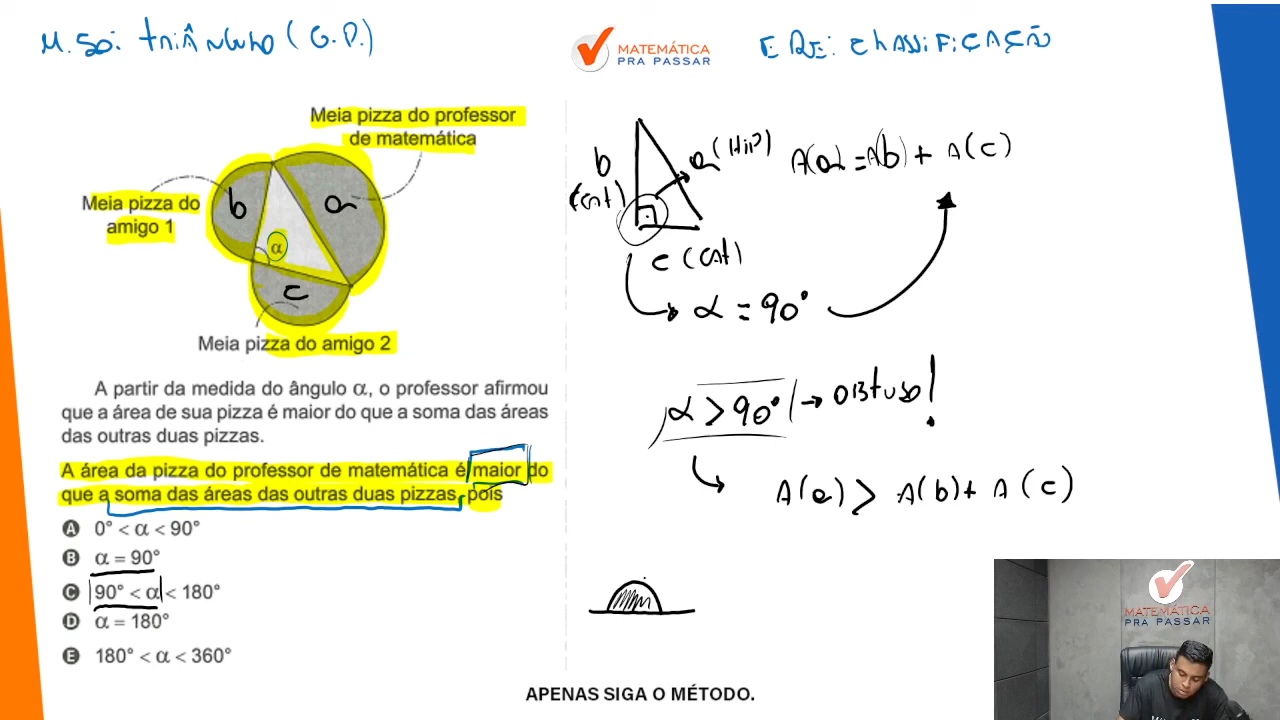 M.SO: tRiÂNGULO (G.P.)
MATEMÁTICA
PRA PASSAR
E RE: CLASSiFiCAÇÃO
Meia pizza do professor
de matemática
Meia pizza do
amigo 1
b
a
α
c
Meia pizza do amigo 2
b
(cat)
a (HiP)
c (cat)
A(a) = A(b) + A(c)
α = 90°
α > 90° → OBtuso!
A(a) > A(b) + A(c)
A partir da medida do ângulo α, o professor afirmou
que a área de sua pizza é maior do que a soma das áreas
das outras duas pizzas.
A área da pizza do professor de matemática é maior do
que a soma das áreas das outras duas pizzas, pois
A 0° < α < 90°
B α = 90°
C 90° < α < 180°
D α = 180°
E 180° < α < 360°
APENAS SIGA O MÉTODO.
MATEMÁTICA
PRA PASSAR